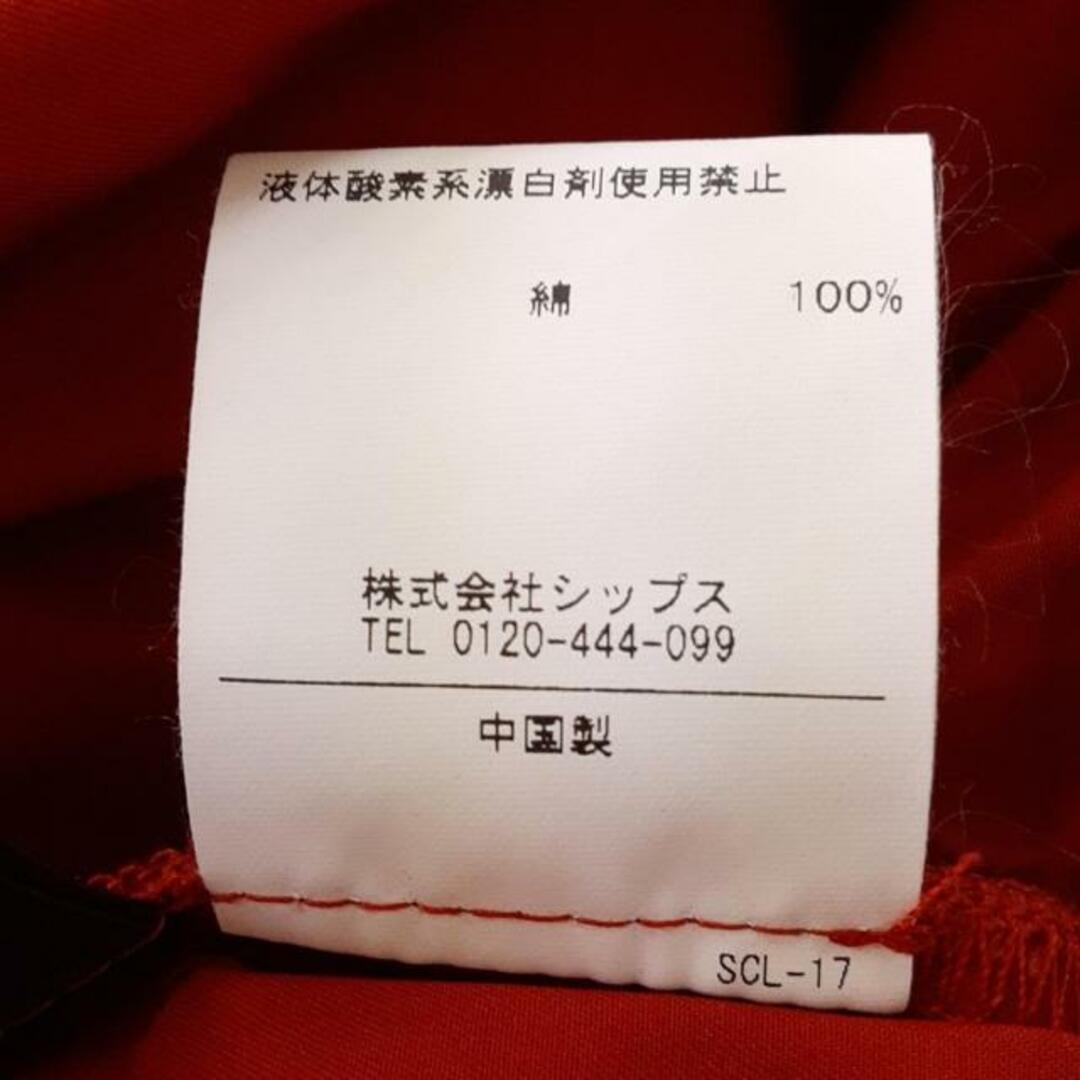 液体酸素系漂白剤使用禁止
綿 100%
株式会社シップス
TEL 0120-444-099
中国製
SCL-17